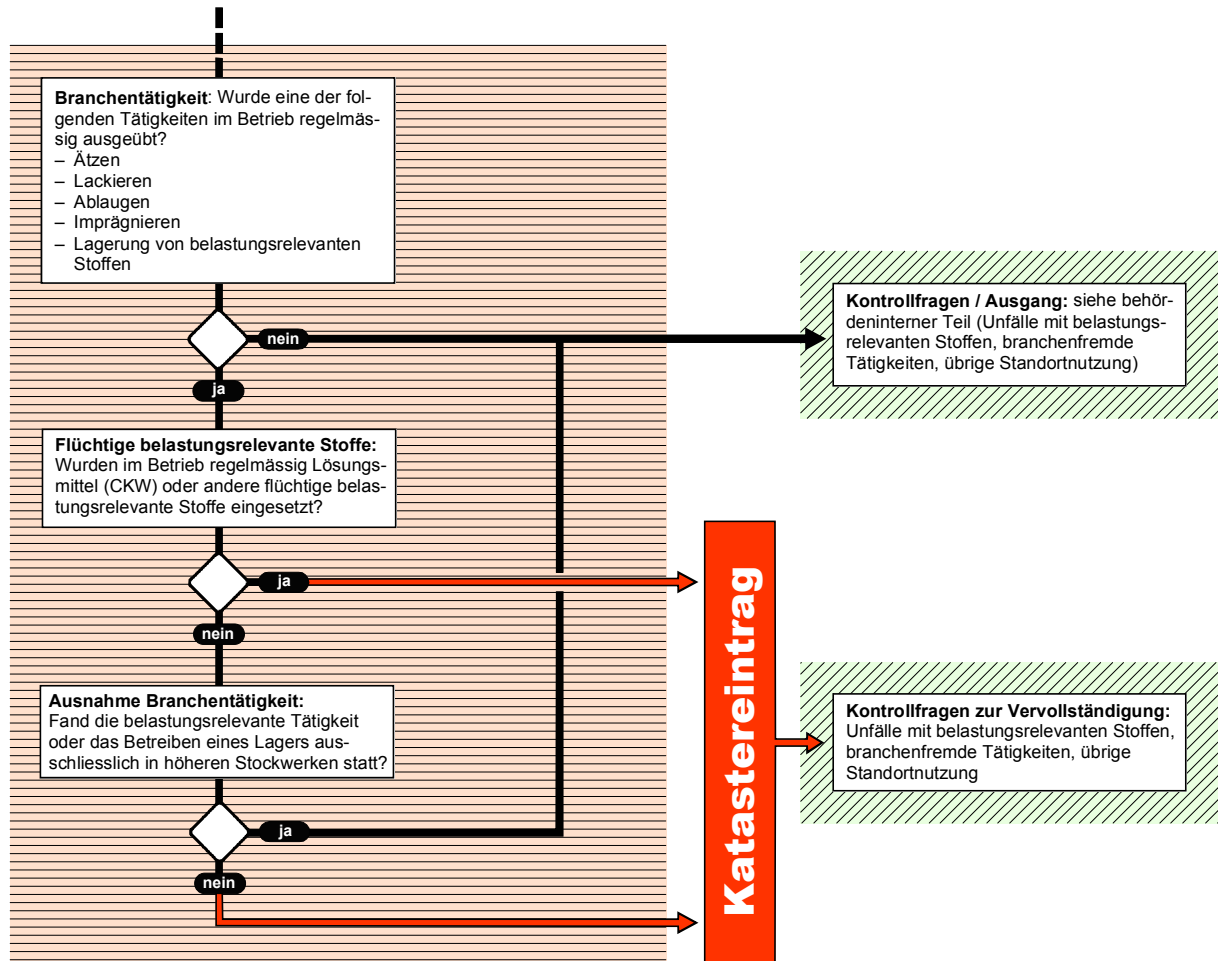 Branchentätigkeit: Wurde eine der fol-
genden Tätigkeiten im Betrieb regelmäs-
sig ausgeübt?
– Ätzen
– Lackieren
– Ablaugen
– Imprägnieren
– Lagerung von belastungsrelevanten
Stoffen
nein
ja
Kontrollfragen / Ausgang: siehe behör-
deninterner Teil (Unfälle mit belastungs-
relevanten Stoffen, branchenfremde
Tätigkeiten, übrige Standortnutzung)
Flüchtige belastungsrelevante Stoffe:
Wurden im Betrieb regelmässig Lösungs-
mittel (CKW) oder andere flüchtige belas-
tungsrelevante Stoffe eingesetzt?
ja
nein
Ausnahme Branchentätigkeit:
Fand die belastungsrelevante Tätigkeit
oder das Betreiben eines Lagers aus-
schliesslich in höheren Stockwerken statt?
ja
nein
Katastereintrag
Kontrollfragen zur Vervollständigung:
Unfälle mit belastungsrelevanten Stoffen,
branchenfremde Tätigkeiten, übrige
Standortnutzung